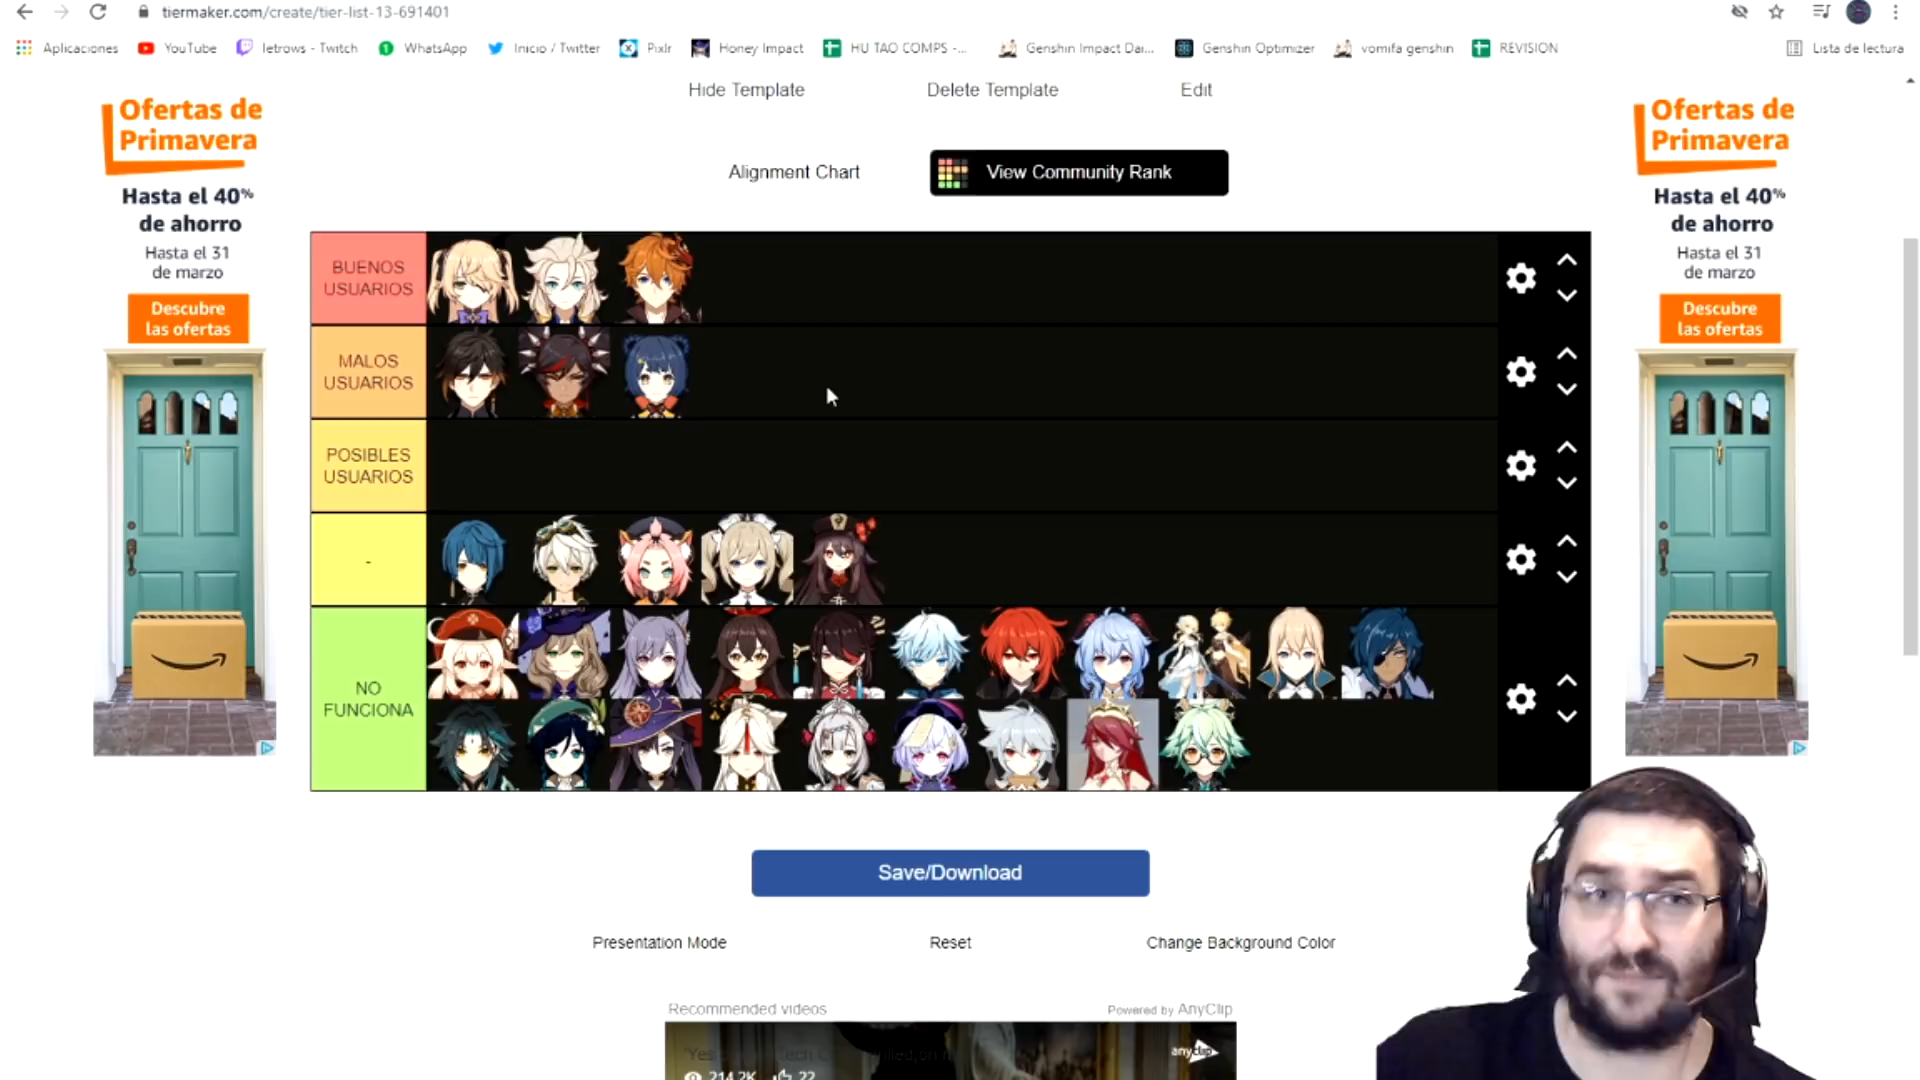 tiermaker.com/create/tier-list-13-691401
Aplicaciones YouTube letrows - Twitch WhatsApp Inicio / Twitter Pixlr Honey Impact HU TAO COMPS -... Genshin Impact Dai... Genshin Optimizer vomifa genshin REVISION Lista de lectura
Hide Template Delete Template Edit
Alignment Chart View Community Rank
Ofertas de
Primavera
Hasta el 40%
de ahorro
Hasta el 31
de marzo
Descubre
las ofertas
BUENOS
USUARIOS
MALOS
USUARIOS
POSIBLES
USUARIOS
-
NO
FUNCIONA
Ofertas de
Primavera
Hasta el 40%
de ahorro
Hasta el 31
de marzo
Descubre
las ofertas
Save/Download
Presentation Mode Reset Change Background Color
Recommended videos Powered by AnyClip
anyclip
214.2K 22